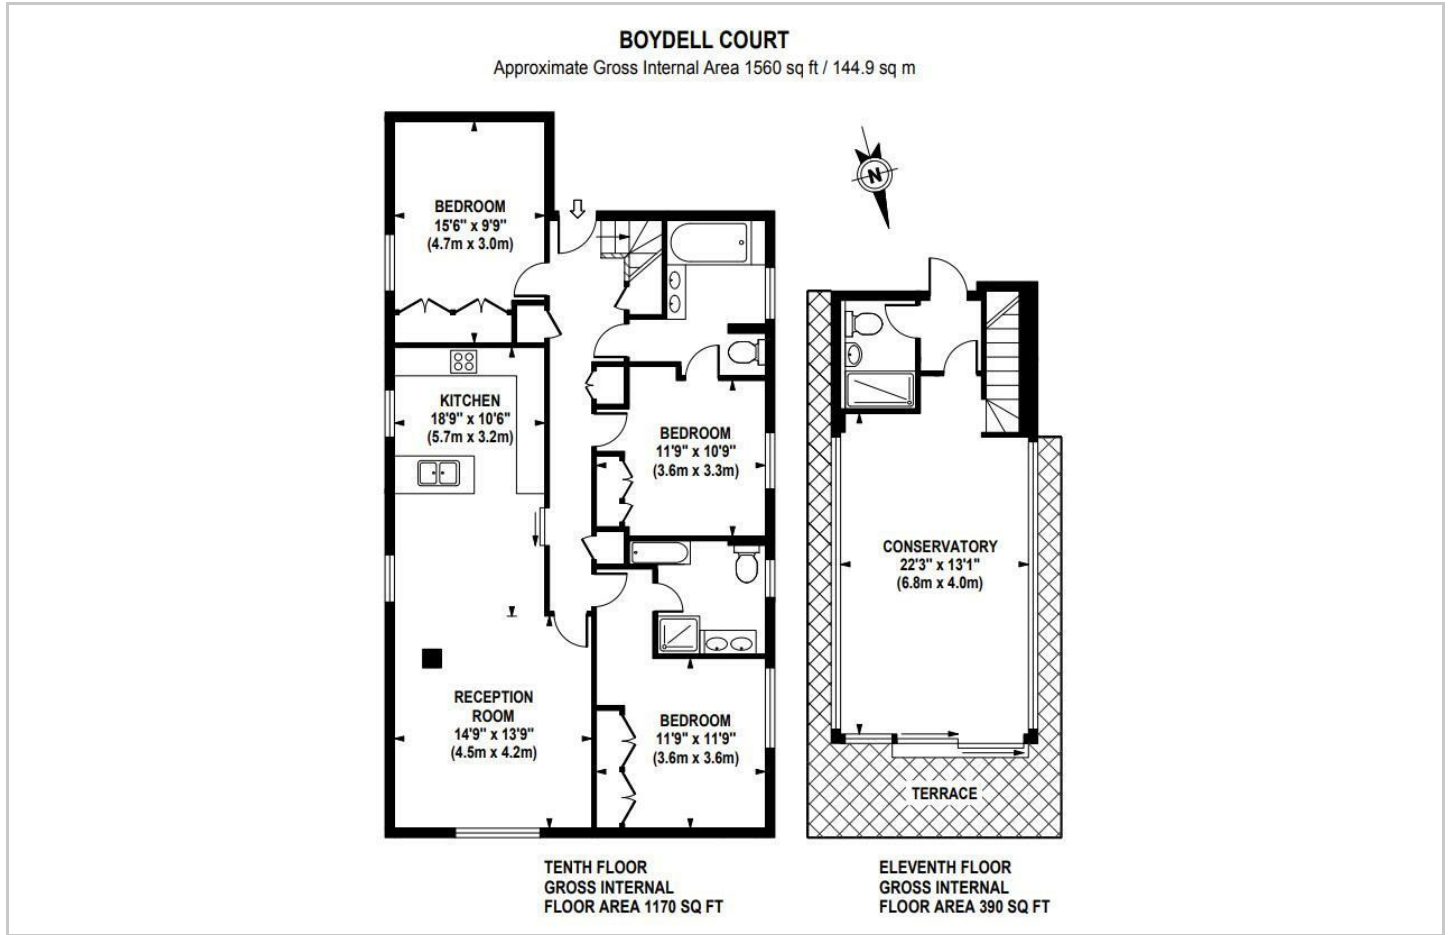 BOYDELL COURT
Approximate Gross Internal Area 1560 sq ft / 144.9 sq m
BEDROOM
15'6" x 9'9"
(4.7m x 3.0m)
N
KITCHEN
18'9" x 10'6"
(5.7m x 3.2m)
BEDROOM
11'9" x 10'9"
(3.6m x 3.3m)
CONSERVATORY
22'3" x 13'1"
(6.8m x 4.0m)
RECEPTION
ROOM
14'9" x 13'9"
(4.5m x 4.2m)
BEDROOM
11'9" x 11'9"
(3.6m x 3.6m)
TERRACE
TENTH FLOOR
GROSS INTERNAL
FLOOR AREA 1170 SQ FT
ELEVENTH FLOOR
GROSS INTERNAL
FLOOR AREA 390 SQ FT